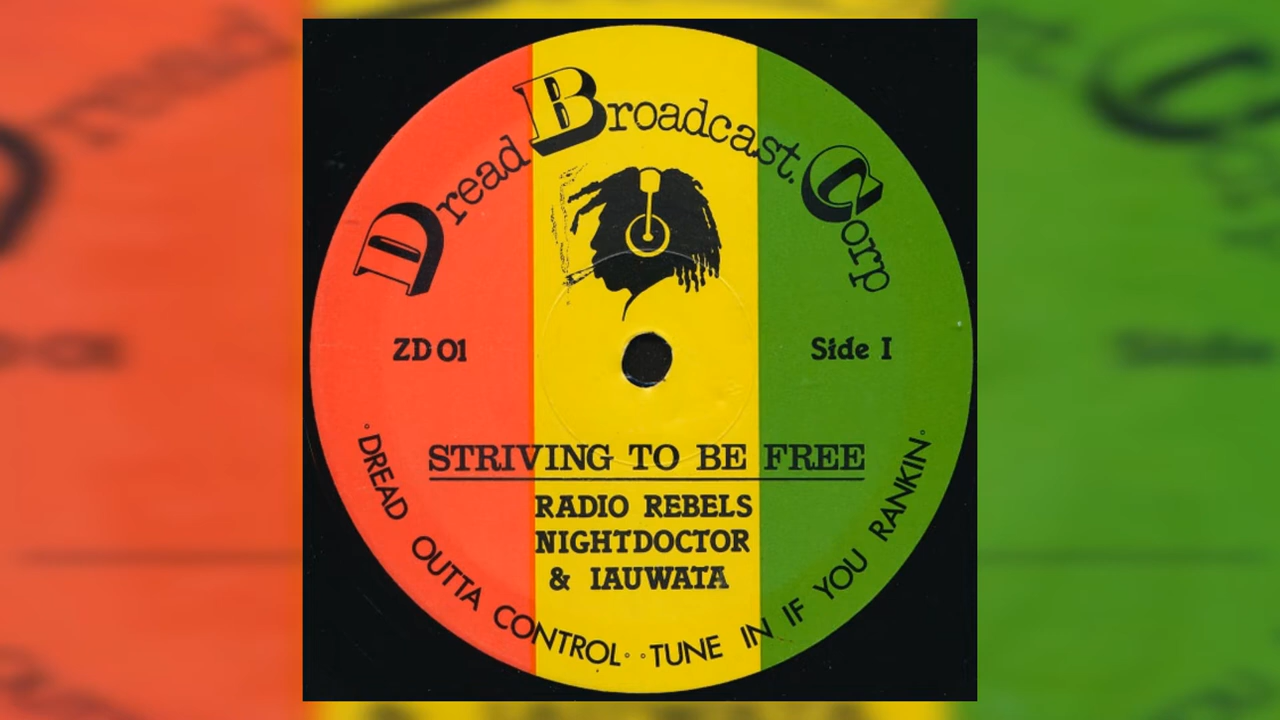 Dread Broadcast. Corp
ZD 01
Side I
STRIVING TO BE FREE
RADIO REBELS
NIGHTDOCTOR
& IAUWATA
°DREAD OUTTA CONTROL° °TUNE IN IF YOU RANKIN°